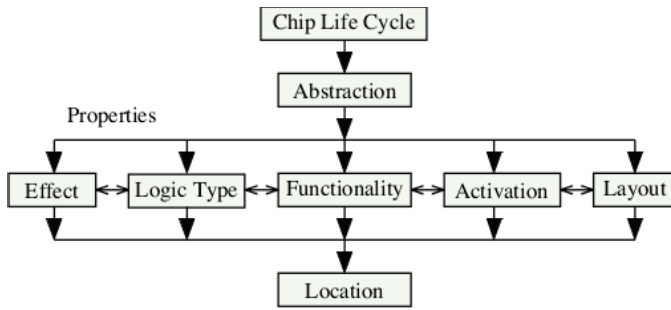 Chip Life Cycle
Abstraction
Properties
Effect
Logic Type
Functionality
Activation
Layout
Location